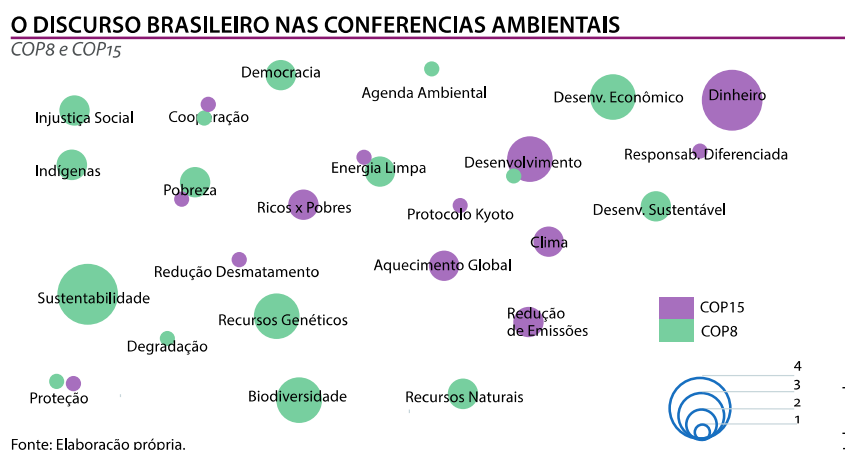 O DISCURSO BRASILEIRO NAS CONFERENCIAS AMBIENTAIS
COP8 e COP15
Democracia
Agenda Ambiental
Desenv. Econômico
Dinheiro
Injustiça Social
Cooperação
Indígenas
Energia Limpa
Desenvolvimento
Responsab. Diferenciada
Pobreza
Ricos x Pobres
Protocolo Kyoto
Desenv. Sustentável
Clima
Redução Desmatamento
Aquecimento Global
Sustentabilidade
Recursos Genéticos
Redução
de Emissões
COP15
COP8
Degradação
4
3
2
1
Proteção
Biodiversidade
Recursos Naturais
Fonte: Elaboração própria.